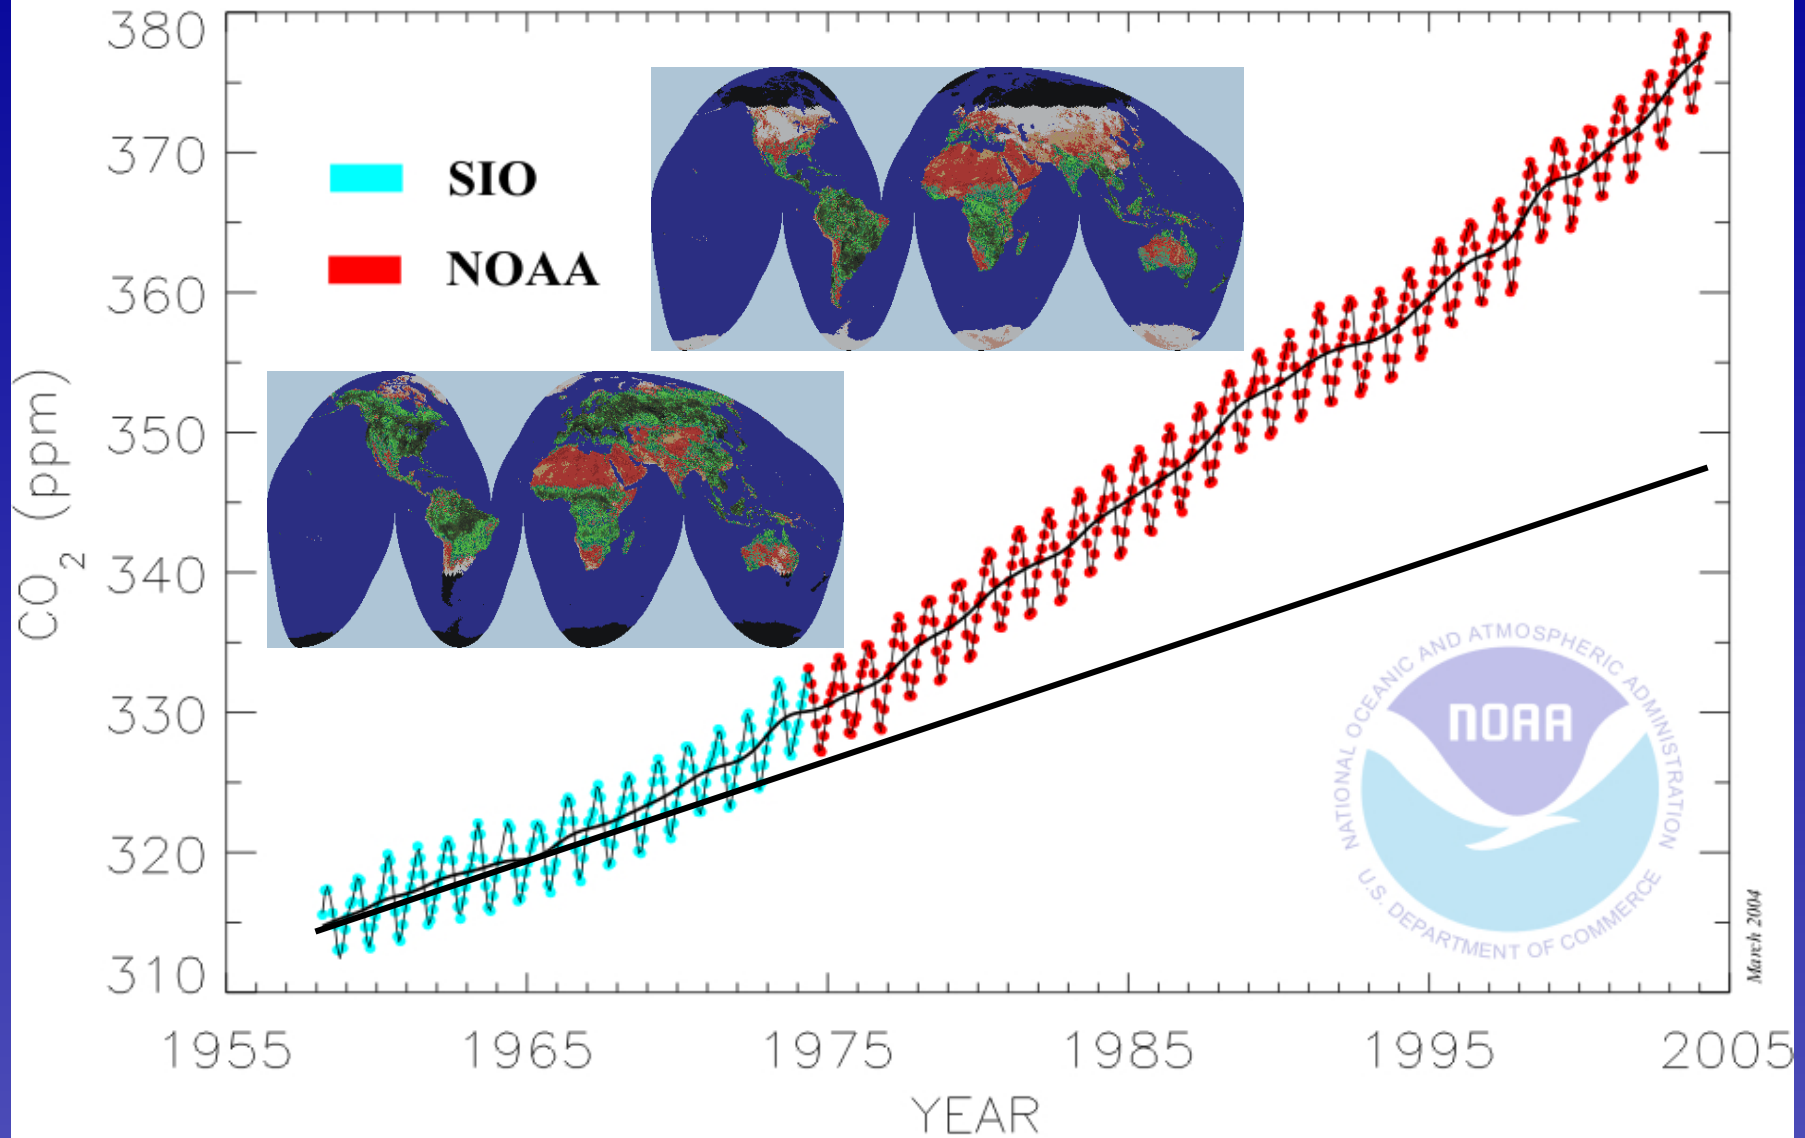 380
370
360
350
340
330
320
310
CO2 (ppm)
SIO
NOAA
NATIONAL OCEANIC AND ATMOSPHERIC ADMINISTRATION
NOAA
U.S. DEPARTMENT OF COMMERCE
March 2004
1955 1965 1975 1985 1995 2005
YEAR